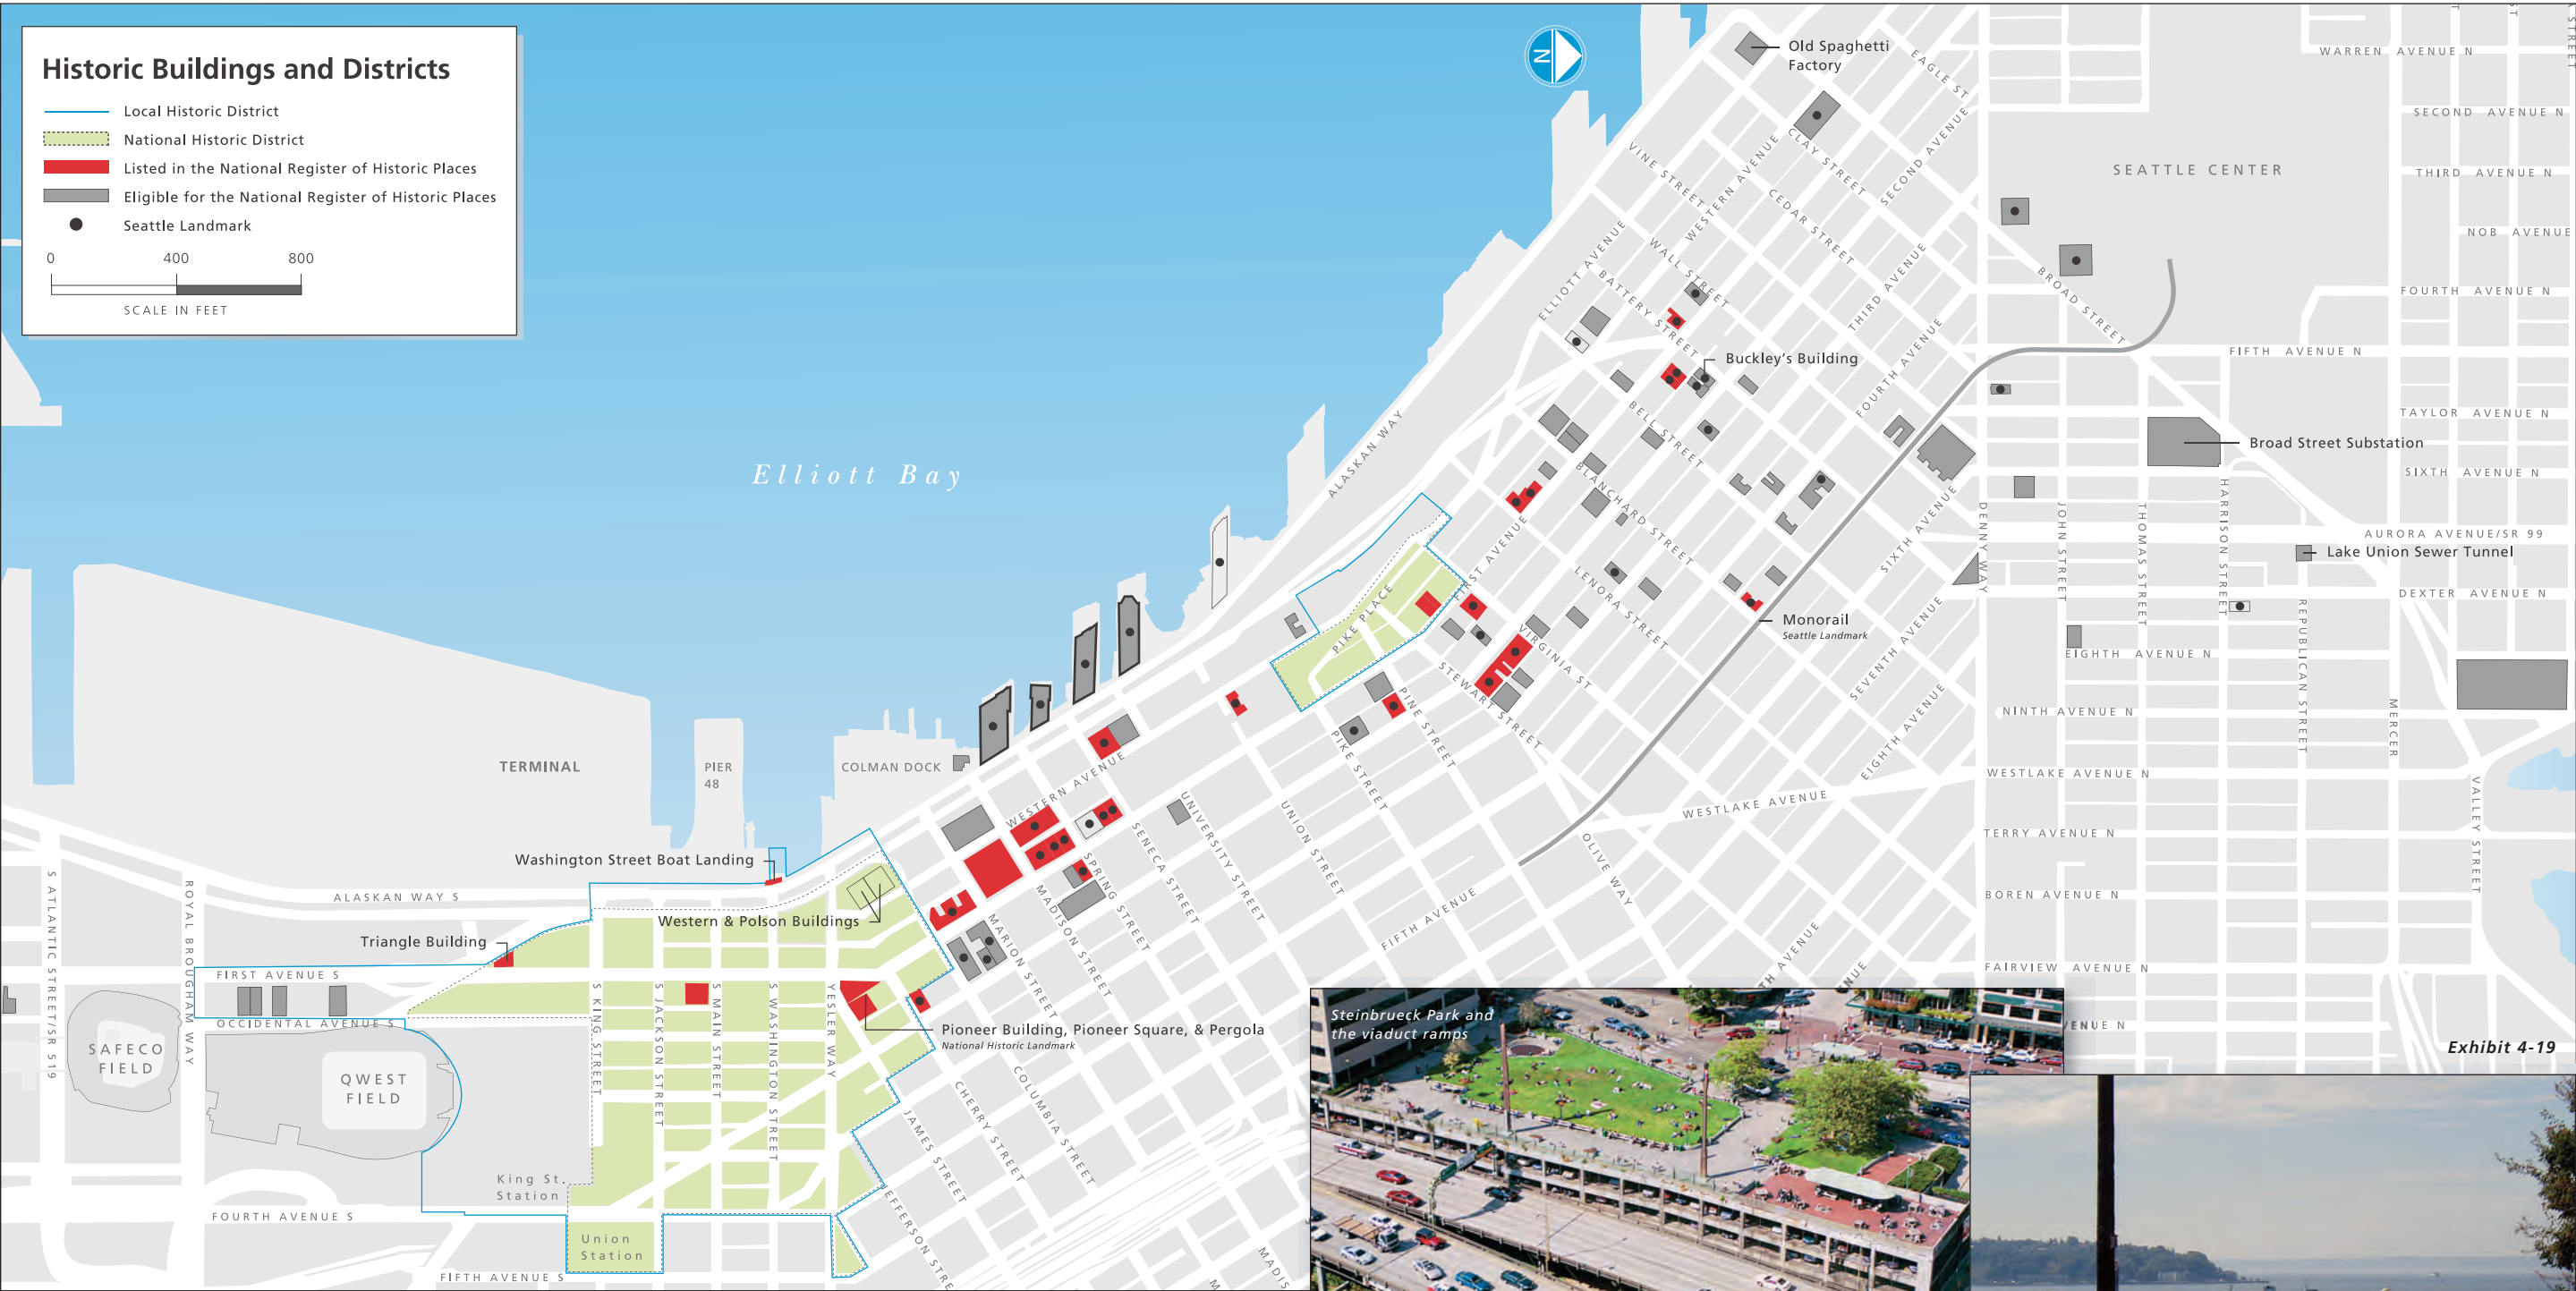 Historic Buildings and Districts
Local Historic District
National Historic District
Listed in the National Register of Historic Places
Eligible for the National Register of Historic Places
Seattle Landmark
0 400 800
SCALE IN FEET
N
Old Spaghetti
Factory
EAGLE ST
WARREN AVENUE N
SECOND AVENUE N
SEATTLE CENTER
THIRD AVENUE N
NOB AVENUE
FOURTH AVENUE N
FIFTH AVENUE N
TAYLOR AVENUE N
Broad Street Substation
SIXTH AVENUE N
AURORA AVENUE/SR 99
Lake Union Sewer Tunnel
DEXTER AVENUE N
EIGHTH AVENUE N
NINTH AVENUE N
WESTLAKE AVENUE N
TERRY AVENUE N
BOREN AVENUE N
FAIRVIEW AVENUE N
VENUE N
VINE STREET
WESTERN AVENUE
CLAY STREET
SECOND AVENUE
CEDAR STREET
WALL STREET
ELLIOTT AVENUE
BATTERY STREET
THIRD AVENUE
BROAD STREET
Buckley's Building
FOURTH AVENUE
BELL STREET
ALASKAN WAY
BLANCHARD STREET
FIRST AVENUE
SIXTH AVENUE
DENNY WAY
JOHN STREET
THOMAS STREET
HARRISON STREET
REPUBLICAN STREET
MERCER
VALLEY STREET
LENORA STREET
PIKE PLACE
VIRGINIA ST
Monorail
Seattle Landmark
SEVENTH AVENUE
EIGHTH AVENUE
STEWART STREET
PINE STREET
PIKE STREET
WESTLAKE AVENUE
OLIVE WAY
UNION STREET
UNIVERSITY STREET
SENECA STREET
SPRING STREET
MADISON STREET
MARION STREET
FIFTH AVENUE
TH AVENUE
ENUE
WESTERN AVENUE
Elliott Bay
TERMINAL
PIER
48
COLMAN DOCK
Washington Street Boat Landing
ALASKAN WAY S
Western & Polson Buildings
Triangle Building
FIRST AVENUE S
OCCIDENTAL AVENUE S
S ATLANTIC STREET/SR 519
ROYAL BROUGHAM WAY
S KING STREET
S JACKSON STREET
S MAIN STREET
S WASHINGTON STREET
YESLER WAY
Pioneer Building, Pioneer Square, & Pergola
National Historic Landmark
SAFECO
FIELD
QWEST
FIELD
COLUMBIA STREET
CHERRY STREET
JAMES STREET
EFFERSON STRE
MADIS
King St.
Station
FOURTH AVENUE S
Union
Station
FIFTH AVENUE S
Steinbrueck Park and
the viaduct ramps
Exhibit 4-19